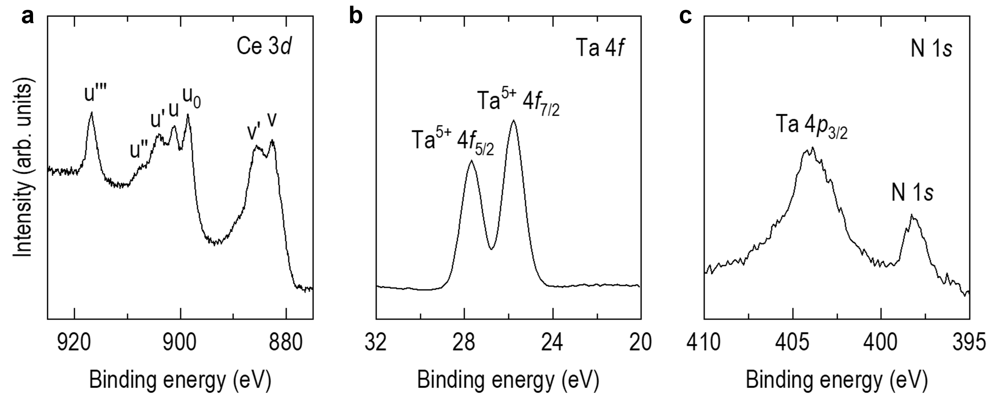 a
Ce 3d
Intensity (arb. units)
u'''
u''
u'
u
u0
v'
v
920 900 880
Binding energy (eV)
b
Ta 4f
Ta5+ 4f5/2
Ta5+ 4f7/2
32 28 24 20
Binding energy (eV)
c
N 1s
Ta 4p3/2
N 1s
410 405 400 395
Binding energy (eV)